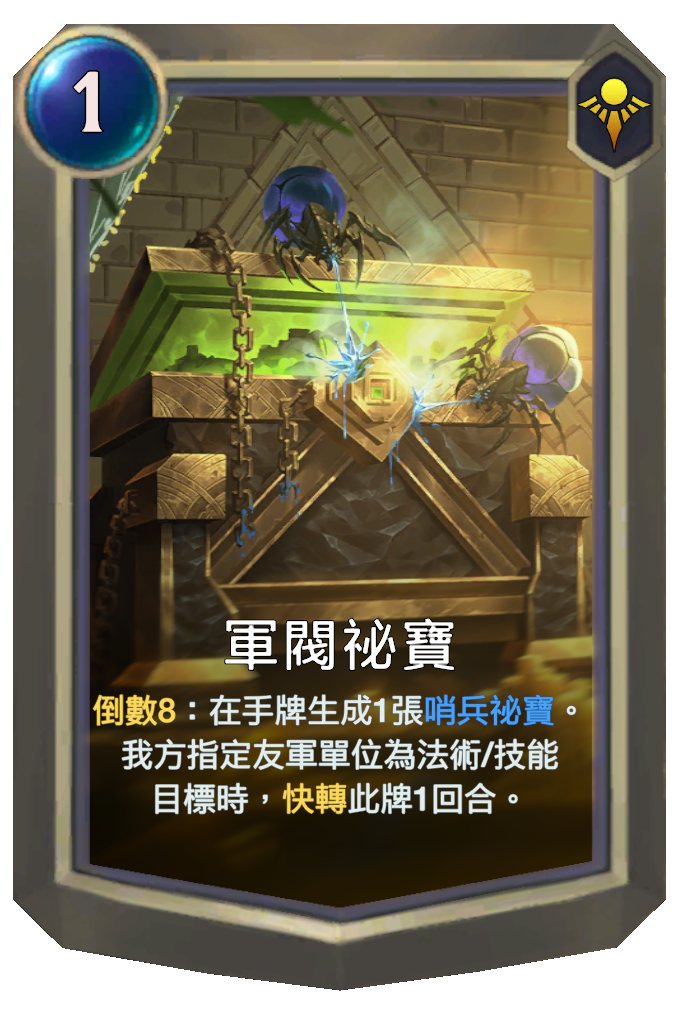 1
軍閥祕寶
倒數8：在手牌生成1張哨兵祕寶。
我方指定友軍單位為法術/技能
目標時，快轉此牌1回合。